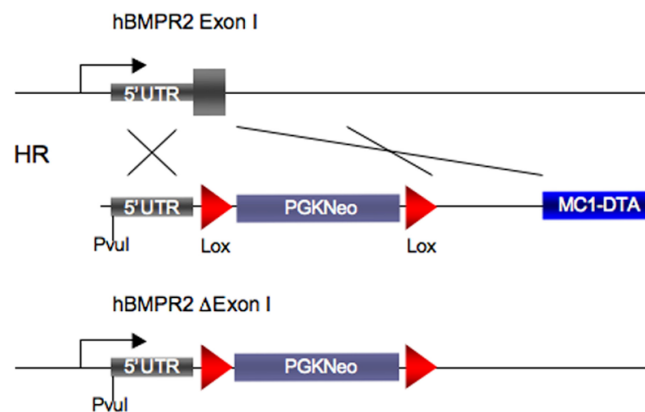 hBMPR2 Exon I
5'UTR
HR
5'UTR
PGKNeo
MC1-DTA
PvuI
Lox
Lox
hBMPR2 ΔExon I
5'UTR
PGKNeo
PvuI